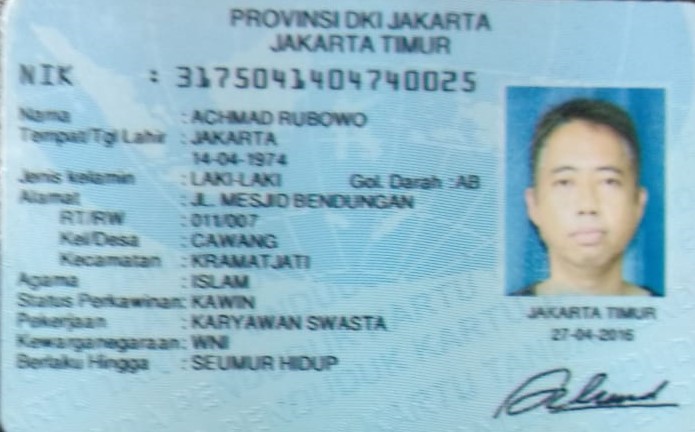 PROVINSI DKI JAKARTA
JAKARTA TIMUR
NIK : 3175041404740025
Nama : ACHMAD RUBOWO
Tempat/Tgl Lahir : JAKARTA
14-04-1974
Jenis kelamin : LAKI-LAKI Gol. Darah : AB
Alamat : JL. MESJID BENDUNGAN
RT/RW : 011/007
Kel/Desa : CAWANG
Kecamatan : KRAMATJATI
Agama : ISLAM
Status Perkawinan: KAWIN
Pekerjaan : KARYAWAN SWASTA
Kewarganegaraan: WNI
Berlaku Hingga : SEUMUR HIDUP
JAKARTA TIMUR
27-04-2016